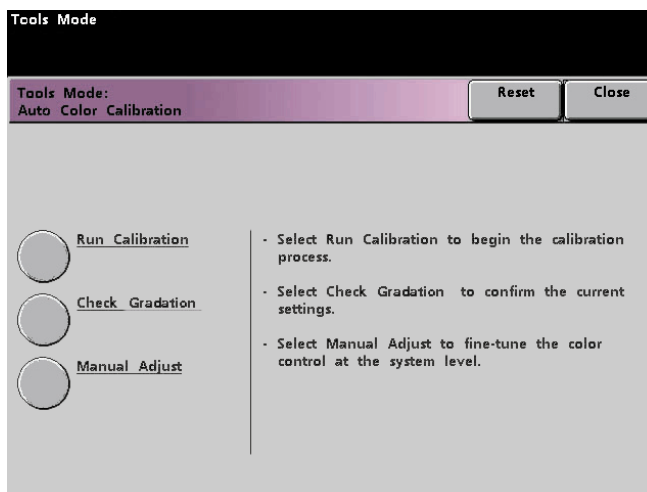 Tools Mode
Tools Mode:
Auto Color Calibration
Reset
Close
Run Calibration
Check Gradation
Manual Adjust
- Select Run Calibration to begin the calibration
process.
- Select Check Gradation to confirm the current
settings.
- Select Manual Adjust to fine-tune the color
control at the system level.